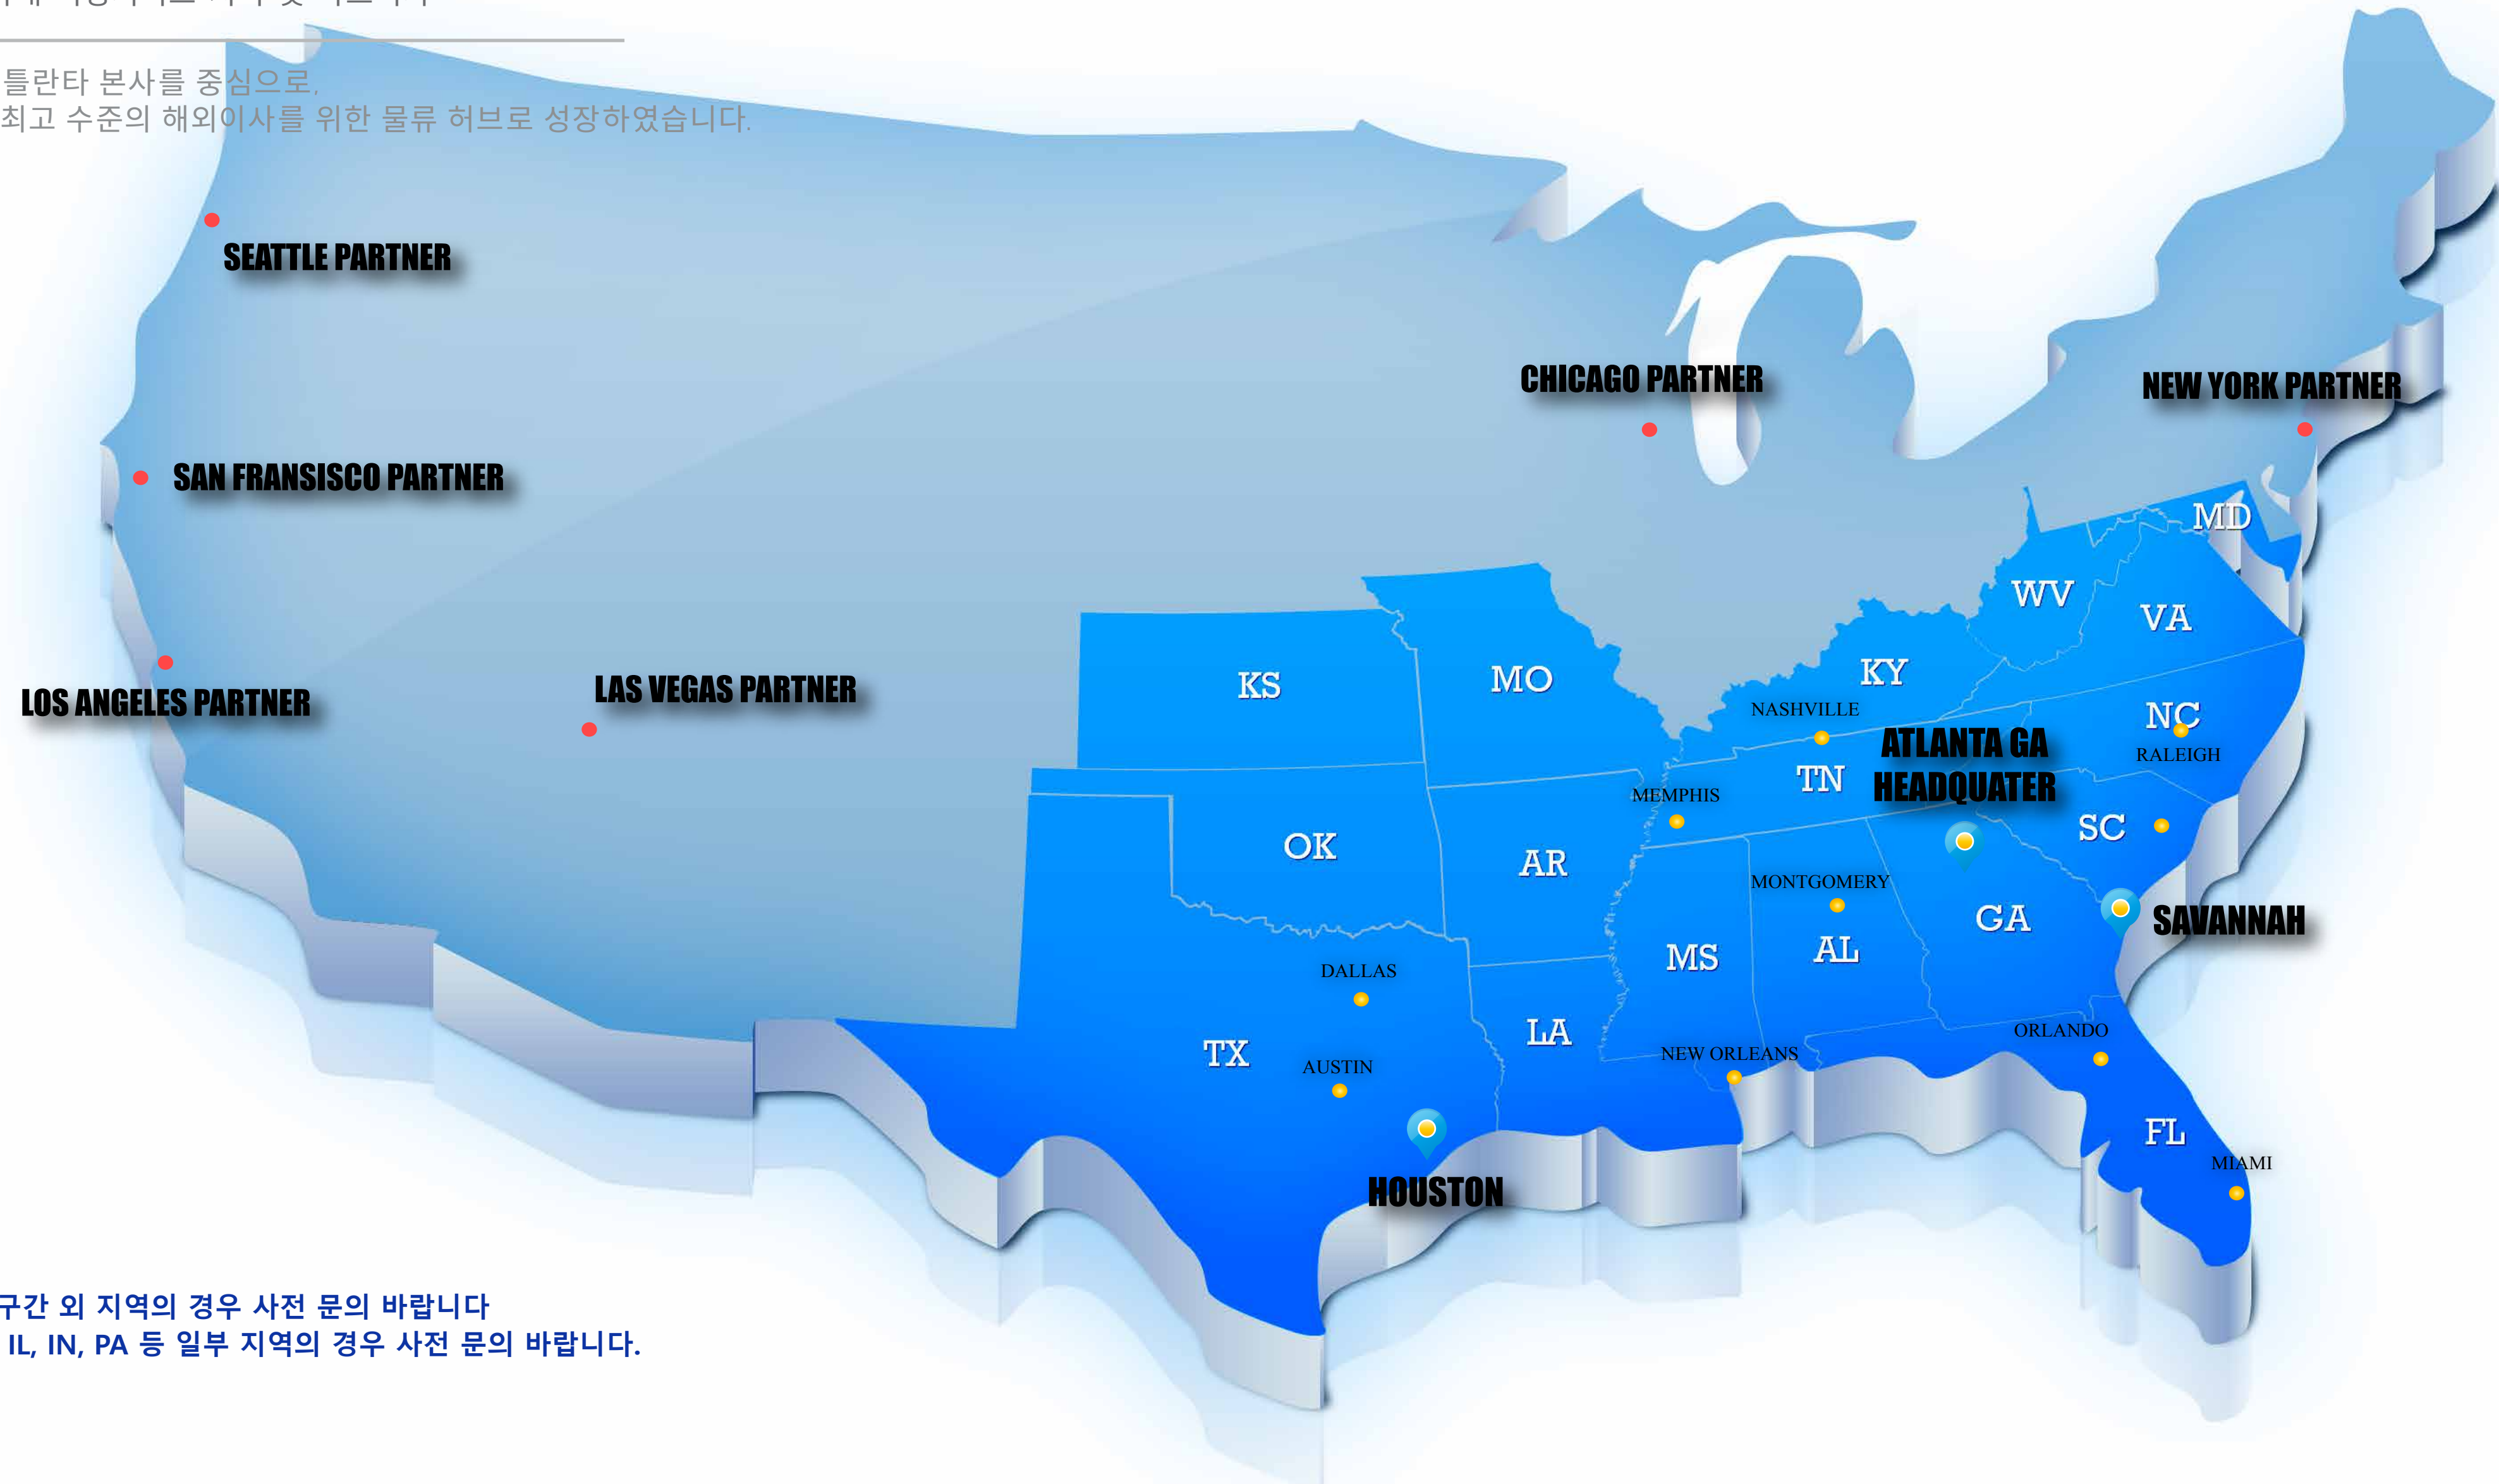 틀란타 본사를 중심으로,
최고 수준의 해외이사를 위한 물류 허브로 성장하였습니다.
SEATTLE PARTNER
CHICAGO PARTNER
NEW YORK PARTNER
SAN FRANSISCO PARTNER
MD
WV
VA
LOS ANGELES PARTNER
LAS VEGAS PARTNER
KS
MO
KY
NASHVILLE
NC
RALEIGH
ATLANTA GA
HEADQUATER
TN
MEMPHIS
OK
AR
SC
MONTGOMERY
GA
SAVANNAH
MS
AL
DALLAS
TX
LA
ORLANDO
AUSTIN
NEW ORLEANS
FL
MIAMI
HOUSTON
구간 외 지역의 경우 사전 문의 바랍니다
IL, IN, PA 등 일부 지역의 경우 사전 문의 바랍니다.